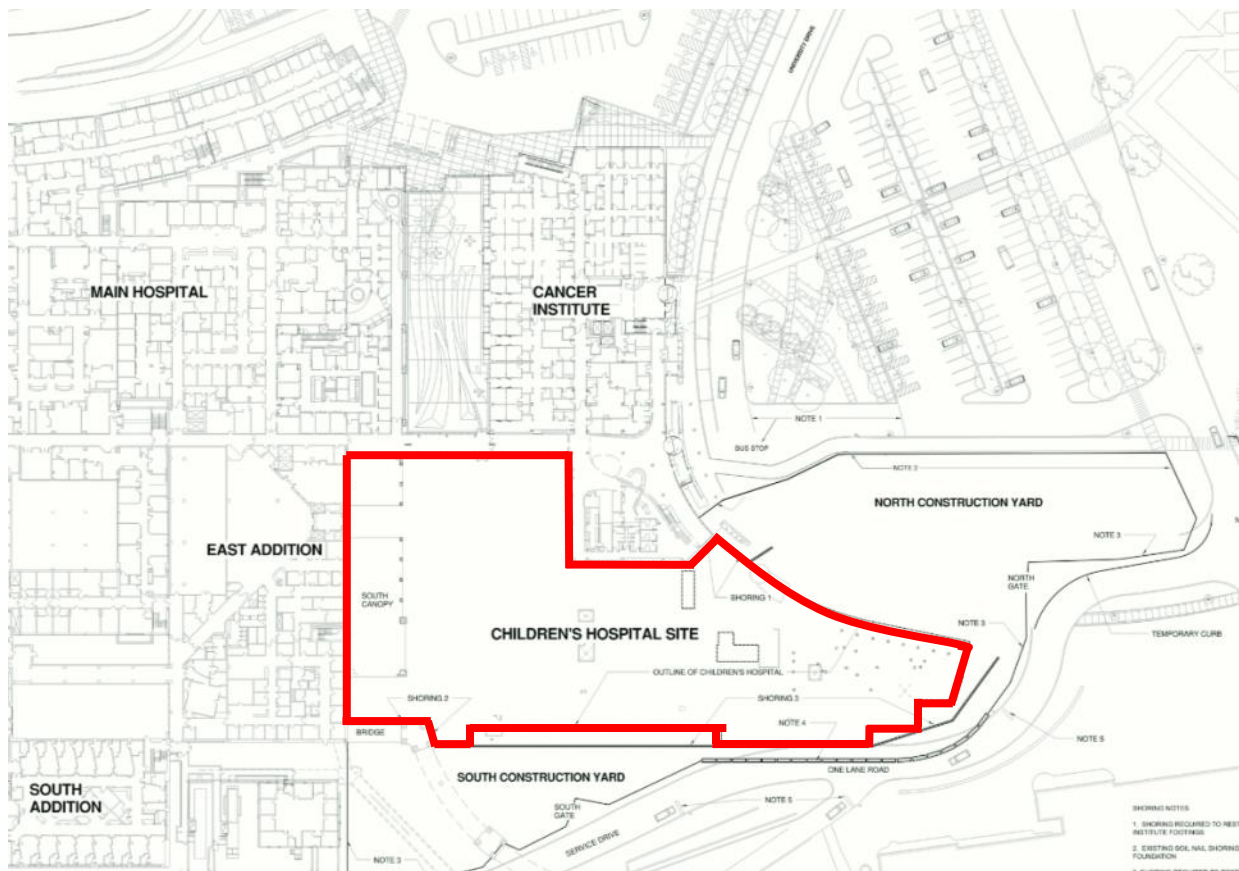 UNIVERSITY DRIVE
MAIN HOSPITAL
CANCER
INSTITUTE
NOTE 1
BUS STOP
NOTE 2
NORTH CONSTRUCTION YARD
NOTE 3
EAST ADDITION
NORTH
GATE
SOUTH
CANOPY
SHORING 1
NOTE 3
CHILDREN'S HOSPITAL SITE
TEMPORARY CURB
OUTLINE OF CHILDREN'S HOSPITAL
SHORING 2
SHORING 3
NOTE 4
BRIDGE
NOTE 5
SOUTH CONSTRUCTION YARD
ONE LANE ROAD
SOUTH
ADDITION
SOUTH
GATE
NOTE 5
SERVICE DRIVE
NOTE 3
SHORING NOTES
1. SHORING REQUIRED TO REST
INSTITUTE FOOTINGS
2. EXISTING SOIL NAIL SHORING
FOUNDATION